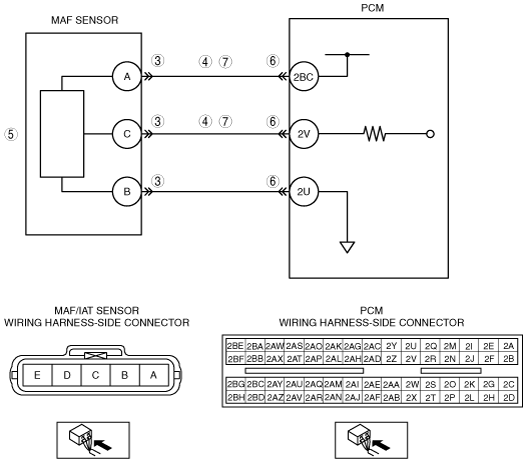 MAF SENSOR
PCM
A ③ ④ ⑦ ⑥ 2BC
⑤ C ③ ④ ⑦ ⑥ 2V
B ③ ⑥ 2U
MAF/IAT SENSOR
WIRING HARNESS-SIDE CONNECTOR
E D C B A
PCM
WIRING HARNESS-SIDE CONNECTOR
2BE 2BA 2AW 2AS 2AO 2AK 2AG 2AC 2Y 2U 2Q 2M 2I 2E 2A
2BF 2BB 2AX 2AT 2AP 2AL 2AH 2AD 2Z 2V 2R 2N 2J 2F 2B
2BG 2BC 2AY 2AU 2AQ 2AM 2AI 2AE 2AA 2W 2S 2O 2K 2G 2C
2BH 2BD 2AZ 2AV 2AR 2AN 2AJ 2AF 2AB 2X 2T 2P 2L 2H 2D